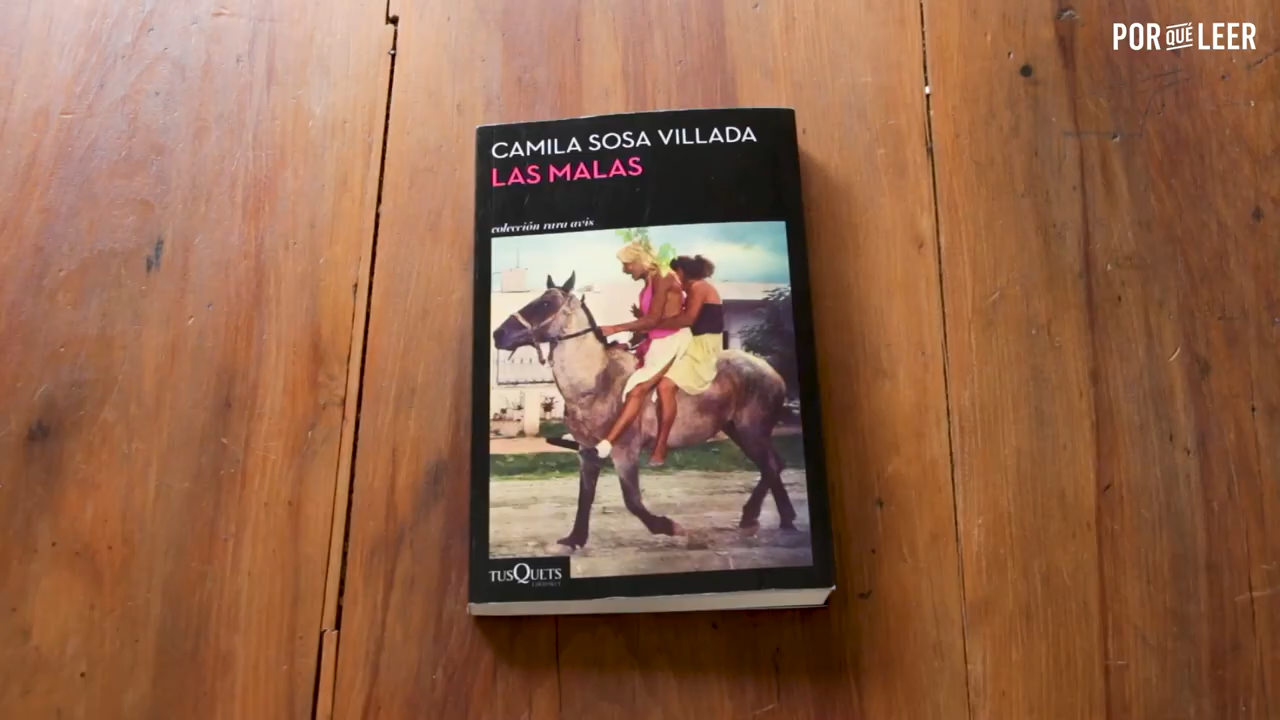 POR QUÉ LEER
CAMILA SOSA VILLADA
LAS MALAS
colección rara avis
TUSQUETS